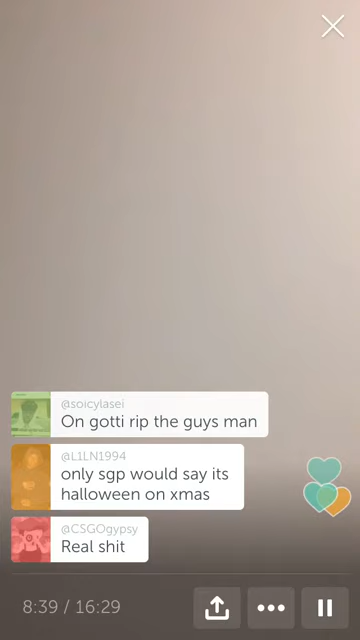 @soicylasei
On gotti rip the guys man
@L1LN1994
only sgp would say its
halloween on xmas
@CSGOgypsy
Real shit
8:39 / 16:29